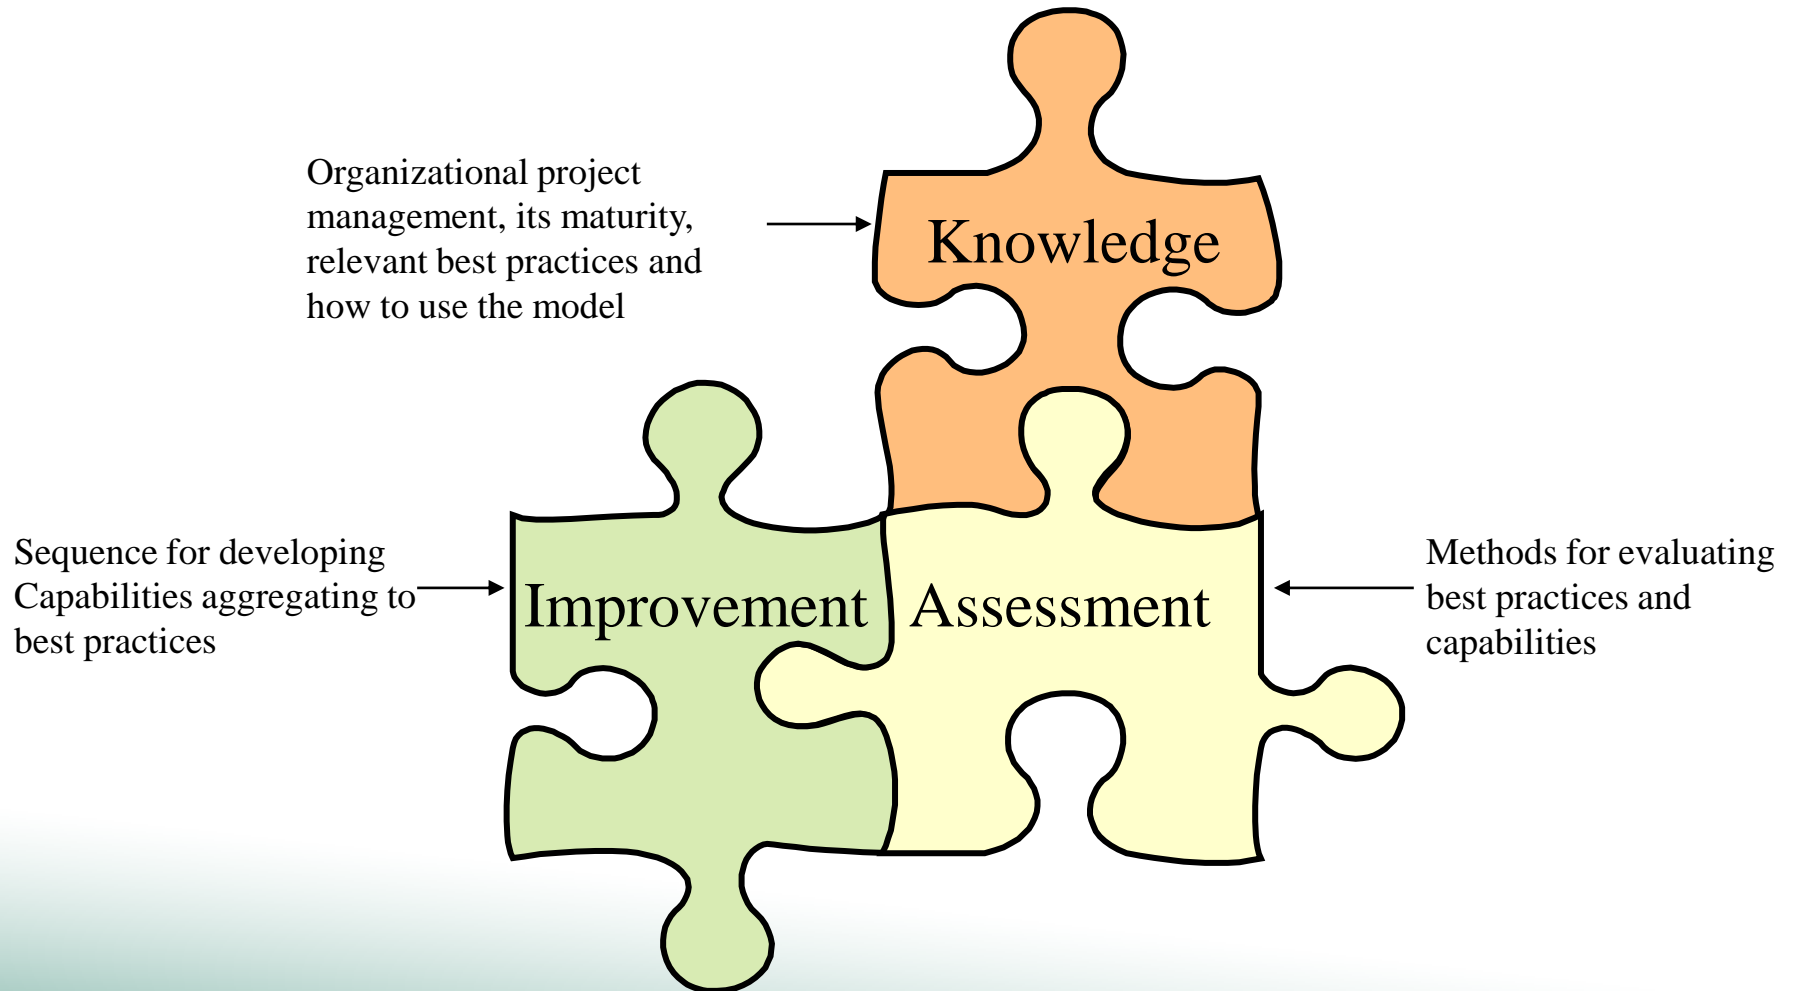 Organizational project
management, its maturity,
relevant best practices and
how to use the model
Knowledge
Sequence for developing
Capabilities aggregating to
best practices
Improvement
Assessment
Methods for evaluating
best practices and
capabilities